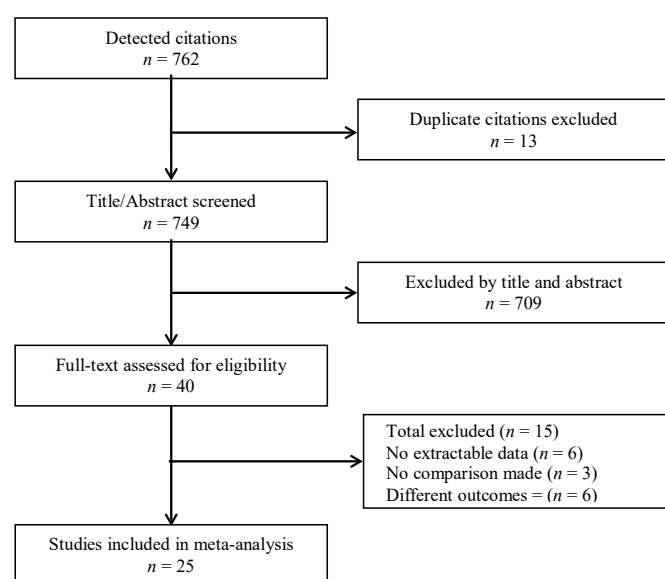 Detected citations
n = 762
Duplicate citations excluded
n = 13
Title/Abstract screened
n = 749
Excluded by title and abstract
n = 709
Full-text assessed for eligibility
n = 40
Total excluded (n = 15)
No extractable data (n = 6)
No comparison made (n = 3)
Different outcomes = (n = 6)
Studies included in meta-analysis
n = 25